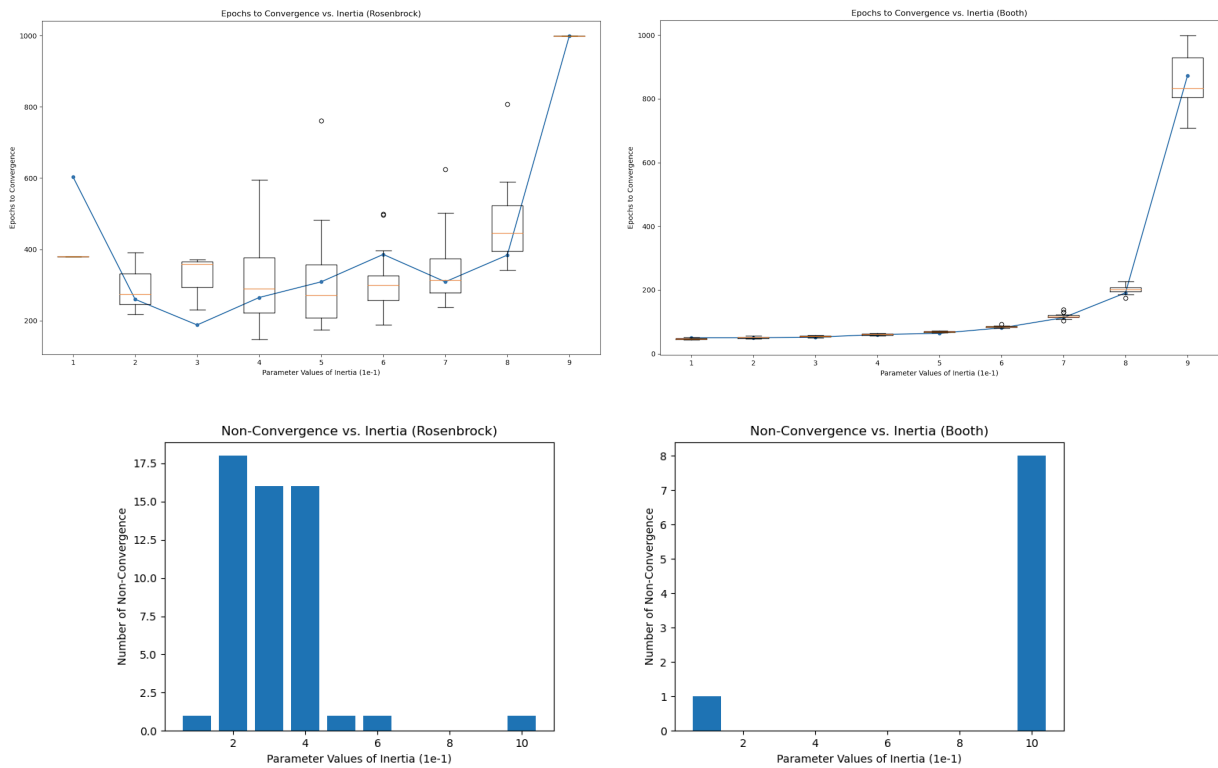 Epochs to Convergence vs. Inertia (Rosenbrock)
Epochs to Convergence
1000
800
600
400
200
1 2 3 4 5 6 7 8 9
Parameter Values of Inertia (1e-1)
Epochs to Convergence vs. Inertia (Booth)
Epochs to Convergence
1000
800
600
400
200
0
1 2 3 4 5 6 7 8 9
Parameter Values of Inertia (1e-1)
Non-Convergence vs. Inertia (Rosenbrock)
Number of Non-Convergence
17.5
15.0
12.5
10.0
7.5
5.0
2.5
0.0
2 4 6 8 10
Parameter Values of Inertia (1e-1)
Non-Convergence vs. Inertia (Booth)
Number of Non-Convergence
8
7
6
5
4
3
2
1
0
2 4 6 8 10
Parameter Values of Inertia (1e-1)